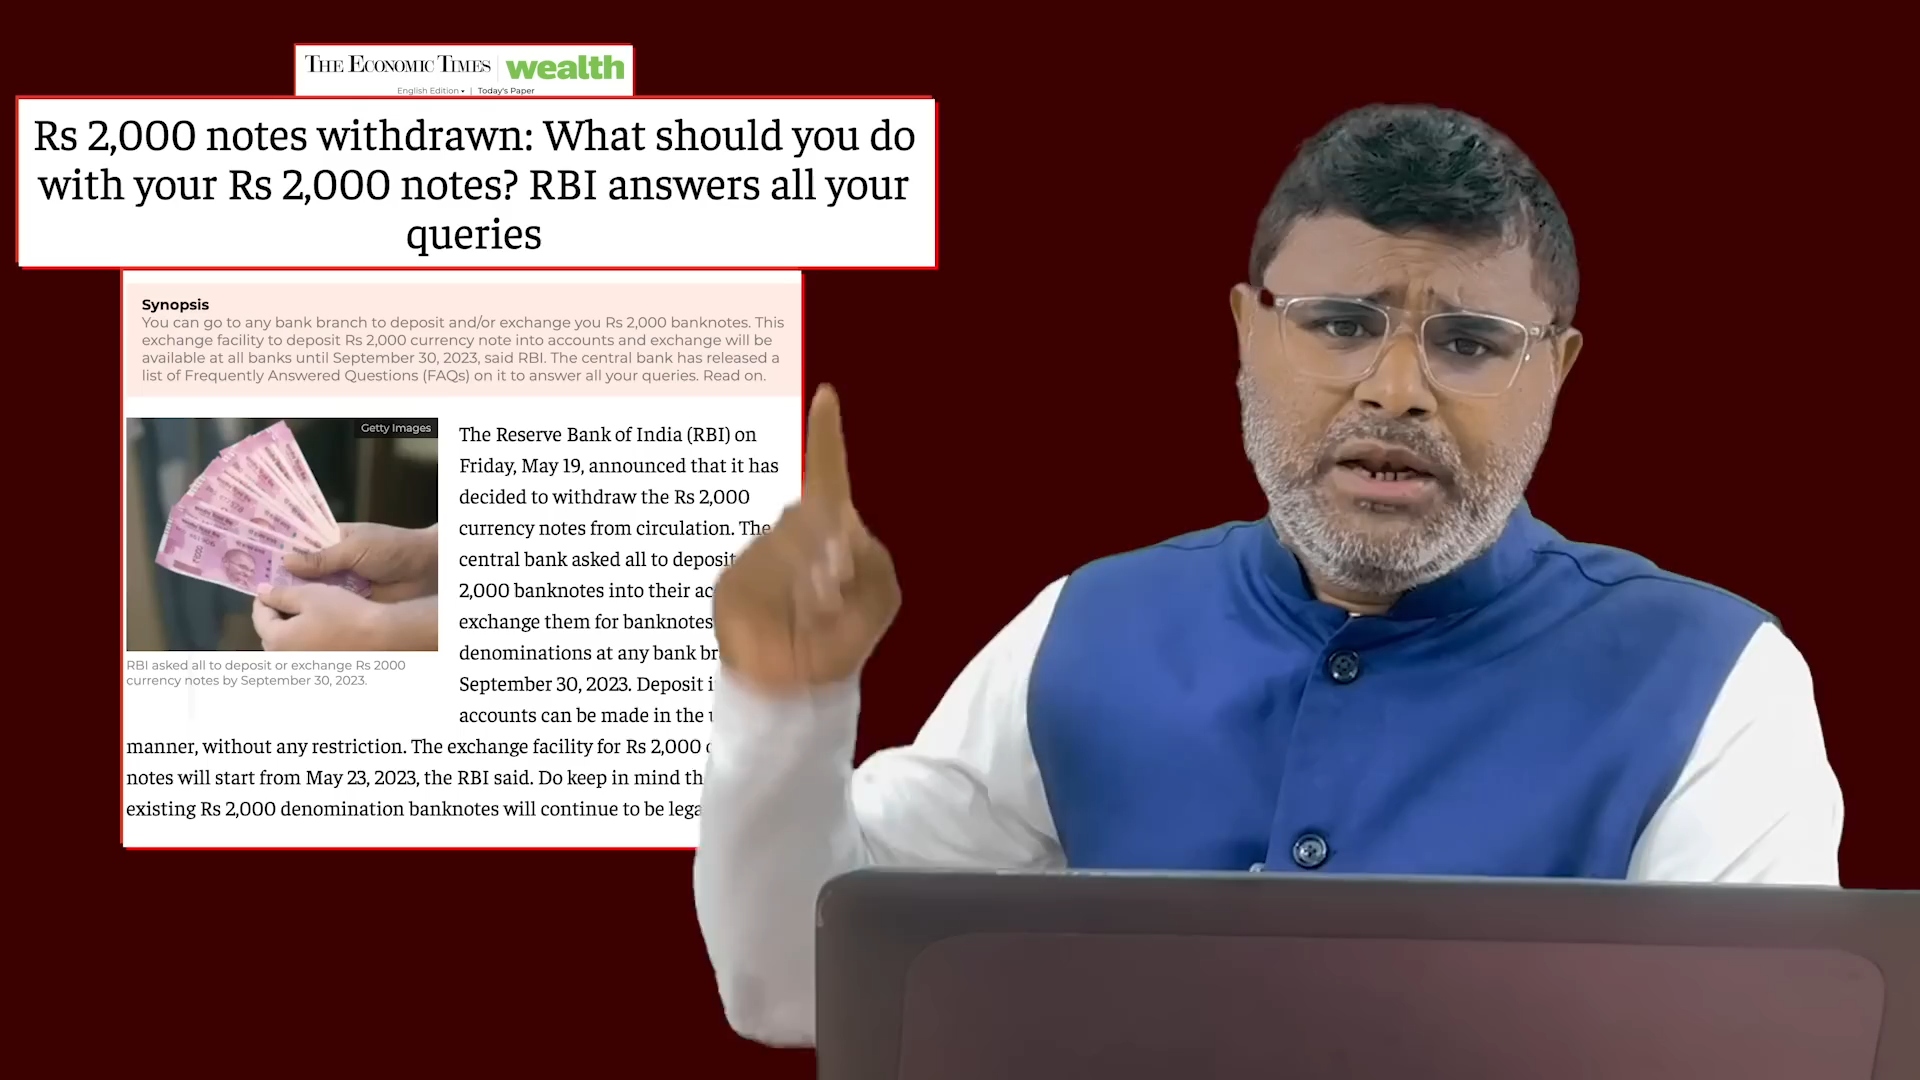 THE ECONOMIC TIMES | wealth
English Edition ▾ | Today's Paper
Rs 2,000 notes withdrawn: What should you do
with your Rs 2,000 notes? RBI answers all your
queries
Synopsis
You can go to any bank branch to deposit and/or exchange you Rs 2,000 banknotes. This
exchange facility to deposit Rs 2,000 currency note into accounts and exchange will be
available at all banks until September 30, 2023, said RBI. The central bank has released a
list of Frequently Answered Questions (FAQs) on it to answer all your queries. Read on.
Getty Images
RBI asked all to deposit or exchange Rs 2000
currency notes by September 30, 2023.
The Reserve Bank of India (RBI) on
Friday, May 19, announced that it has
decided to withdraw the Rs 2,000
currency notes from circulation. The
central bank asked all to deposit
2,000 banknotes into their
exchange them for banknotes
denominations at any bank
September 30, 2023. Deposit
accounts can be made in the
manner, without any restriction. The exchange facility for Rs 2,000
notes will start from May 23, 2023, the RBI said. Do keep in mind
existing Rs 2,000 denomination banknotes will continue to be